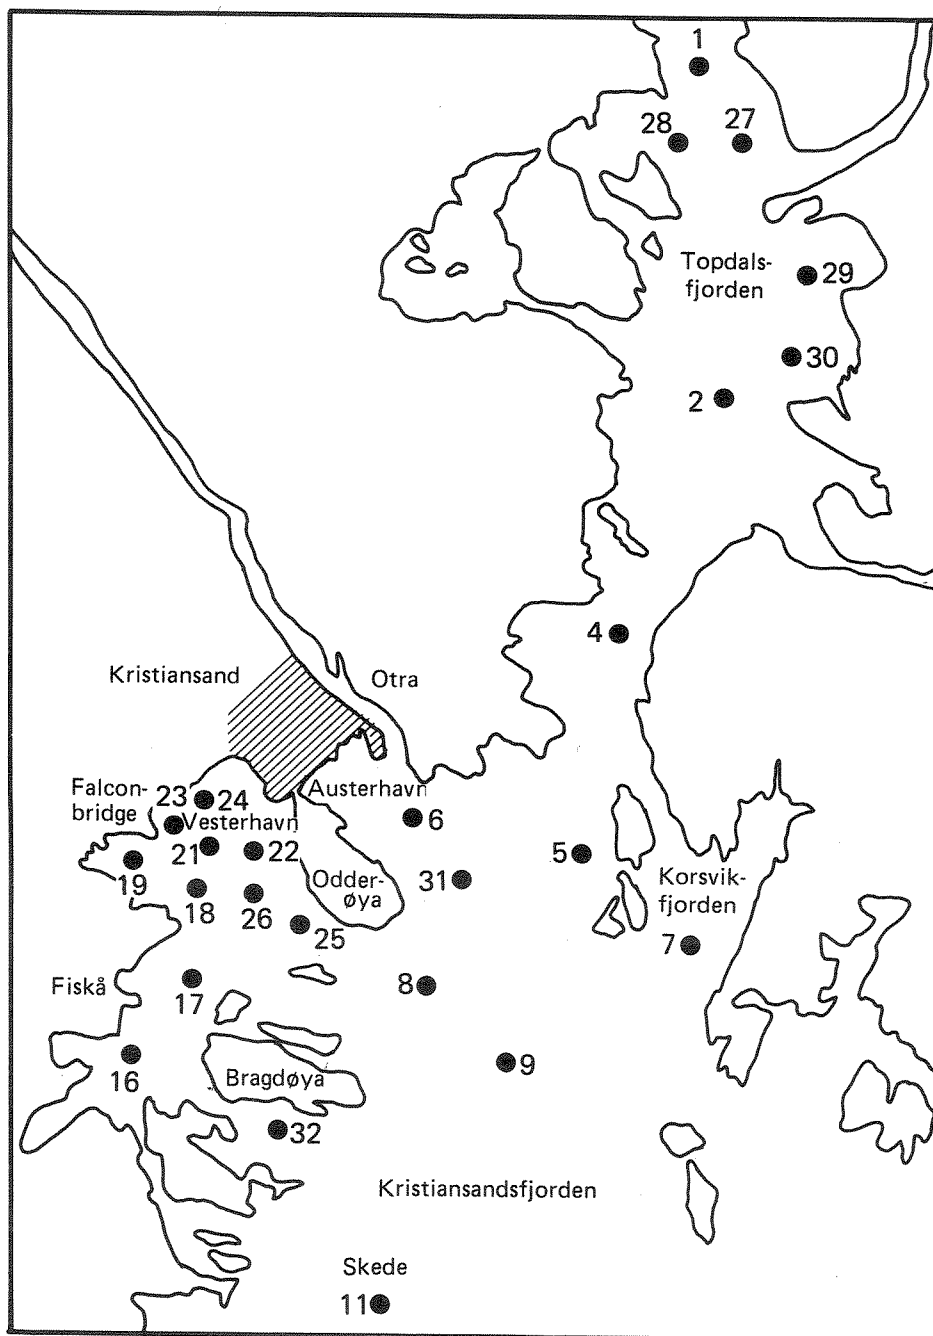 1
28
27
Topdals-
fjorden
29
30
2
4
Kristiansand
Otra
Falcon-
bridge
23
24
Austerhavn
Vesterhavn
6
21
22
5
19
18
26
Odder-
øya
31
Korsvik-
fjorden
25
7
Fiskå
17
8
16
Bragdøya
9
32
Kristiansandsfjorden
Skede
11